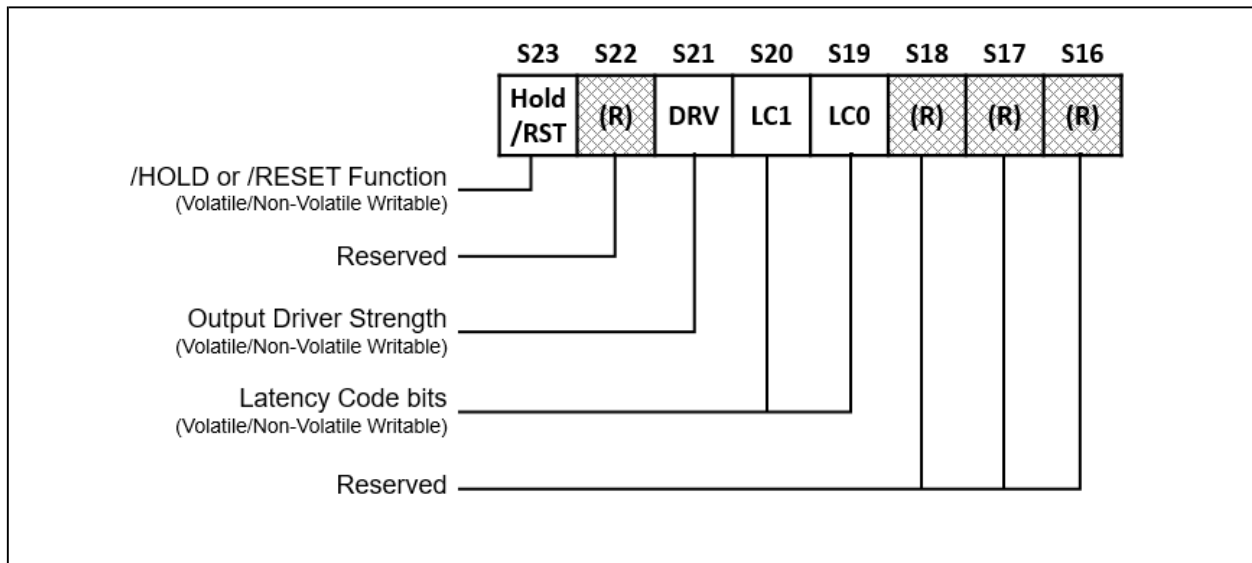 S23 S22 S21 S20 S19 S18 S17 S16
Hold
/RST
(R) DRV LC1 LC0 (R) (R) (R)
/HOLD or /RESET Function
(Volatile/Non-Volatile Writable)
Reserved
Output Driver Strength
(Volatile/Non-Volatile Writable)
Latency Code bits
(Volatile/Non-Volatile Writable)
Reserved